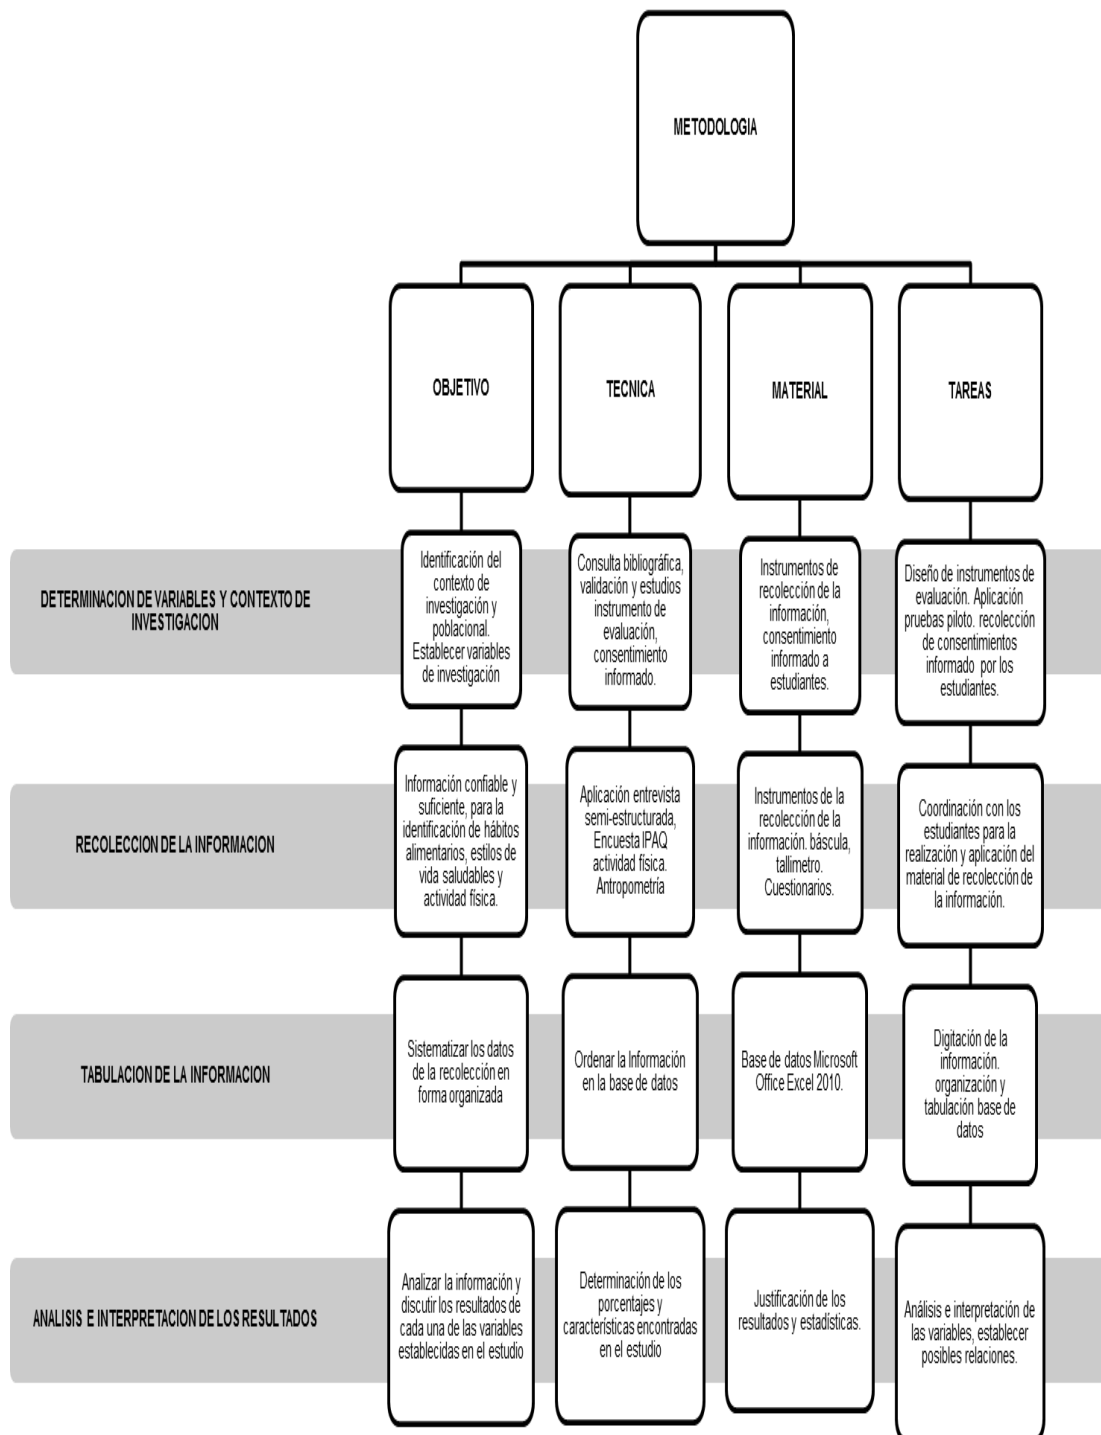 METODOLOGIA
OBJETIVO
TECNICA
MATERIAL
TAREAS
DETERMINACION DE VARIABLES Y CONTEXTO DE
INVESTIGACION
Identificación del
contexto de
investigación y
poblacional.
Establecer variables
de investigación
Consulta bibliográfica,
validación y estudios
instrumento de
evaluación,
consentimiento
informado.
Instrumentos de
recolección de la
información,
consentimiento
informado a
estudiantes.
Diseño de instrumentos de
evaluación. Aplicación
pruebas piloto. recolección
de consentimientos
informado por los
estudiantes.
RECOLECCION DE LA INFORMACION
Información confiable y
suficiente, para la
identificación de hábitos
alimentarios, estilos de
vida saludables y
actividad física.
Aplicación entrevista
semi-estructurada,
Encuesta IPAQ
actividad física.
Antropometría
Instrumentos de la
recolección de la
información. báscula,
tallimetro.
Cuestionarios.
Coordinación con los
estudiantes para la
realización y aplicación del
material de recolección de
la información.
TABULACION DE LA INFORMACION
Sistematizar los datos
de la recolección en
forma organizada
Ordenar la Información
en la base de datos
Base de datos Microsoft
Office Excel 2010.
Digitación de la
información.
organización y
tabulación base de
datos
ANALISIS E INTERPRETACION DE LOS RESULTADOS
Analizar la información y
discutir los resultados de
cada una de las variables
establecidas en el estudio
Determinación de los
porcentajes y
características encontradas
en el estudio
Justificación de los
resultados y estadísticas.
Análisis e interpretación de
las variables, establecer
posibles relaciones.